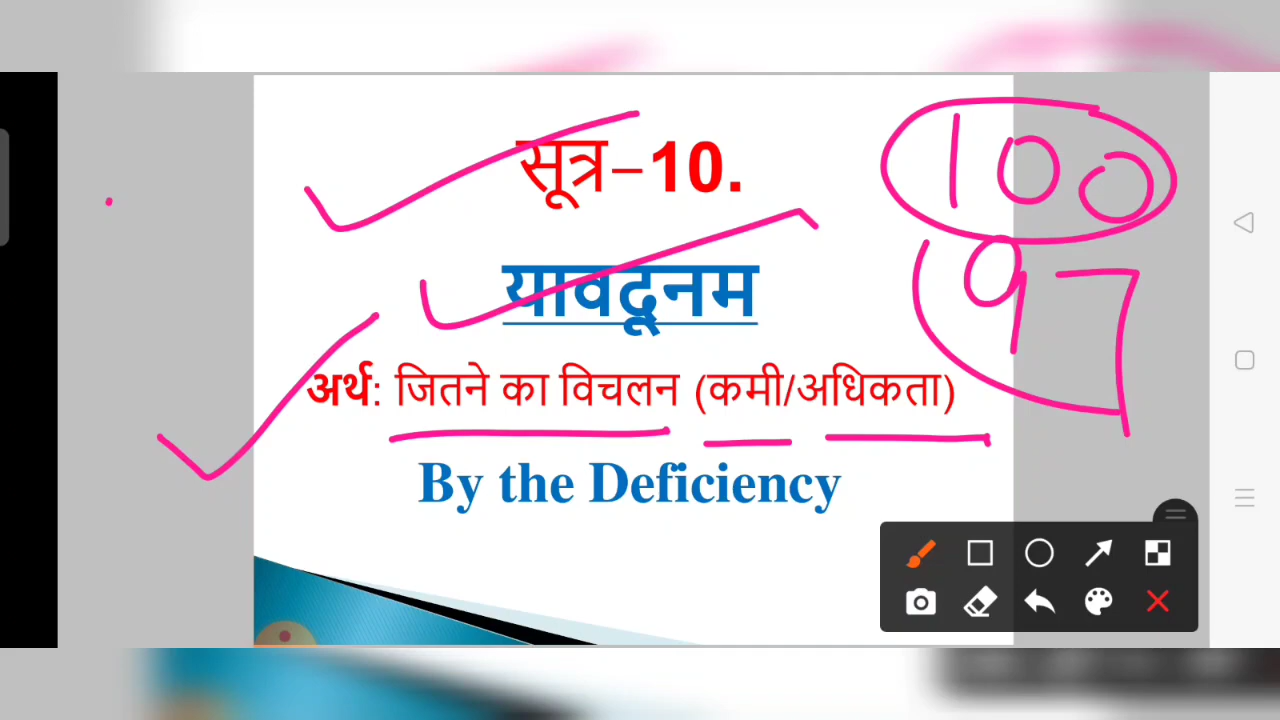 सूत्र–10.
100
यावदूनम
97
अर्थ: जितने का विचलन (कमी/अधिकता)
By the Deficiency